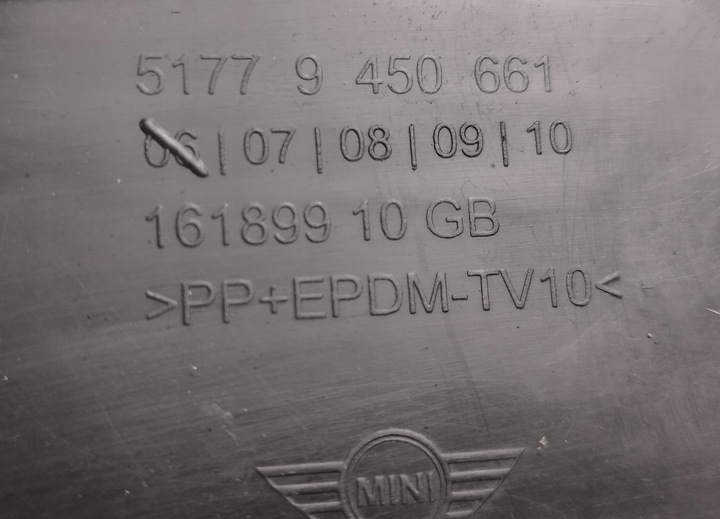 5177 9 450 661
06|07|08|09|10
161899 10 GB
>PP+EPDM-TV10<
MINI